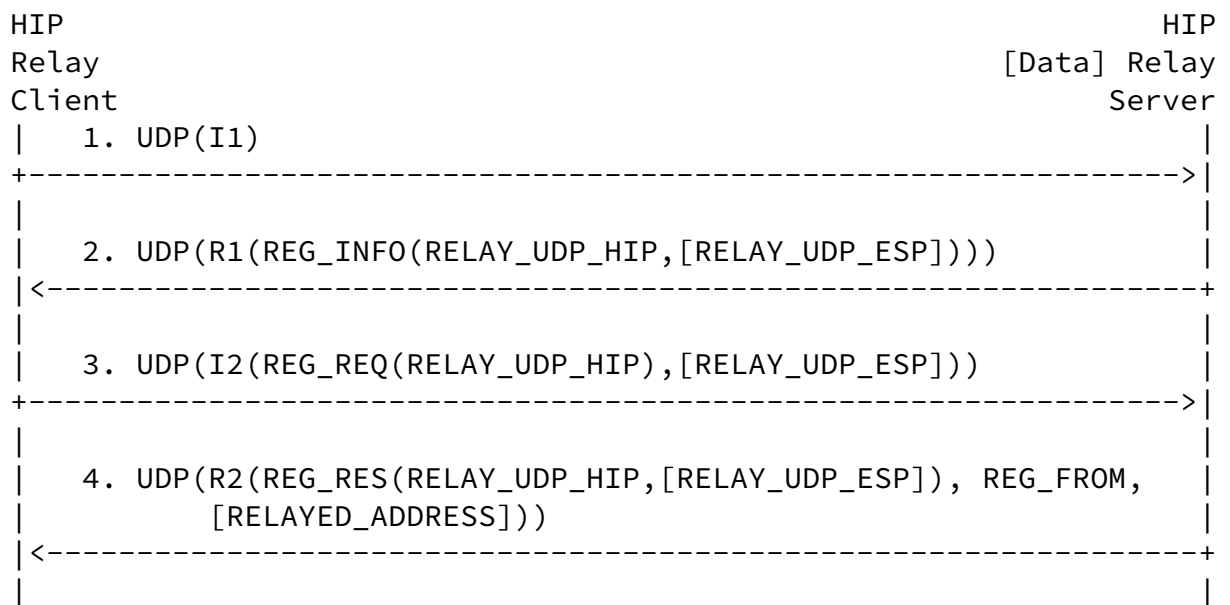 HIP HIP
Relay [Data] Relay
Client Server
1. UDP(I1)
2. UDP(R1(REG_INFO(RELAY_UDP_HIP,[RELAY_UDP_ESP])))
3. UDP(I2(REG_REQ(RELAY_UDP_HIP),[RELAY_UDP_ESP]))
4. UDP(R2(REG_RES(RELAY_UDP_HIP,[RELAY_UDP_ESP]), REG_FROM,
[RELAYED_ADDRESS]))